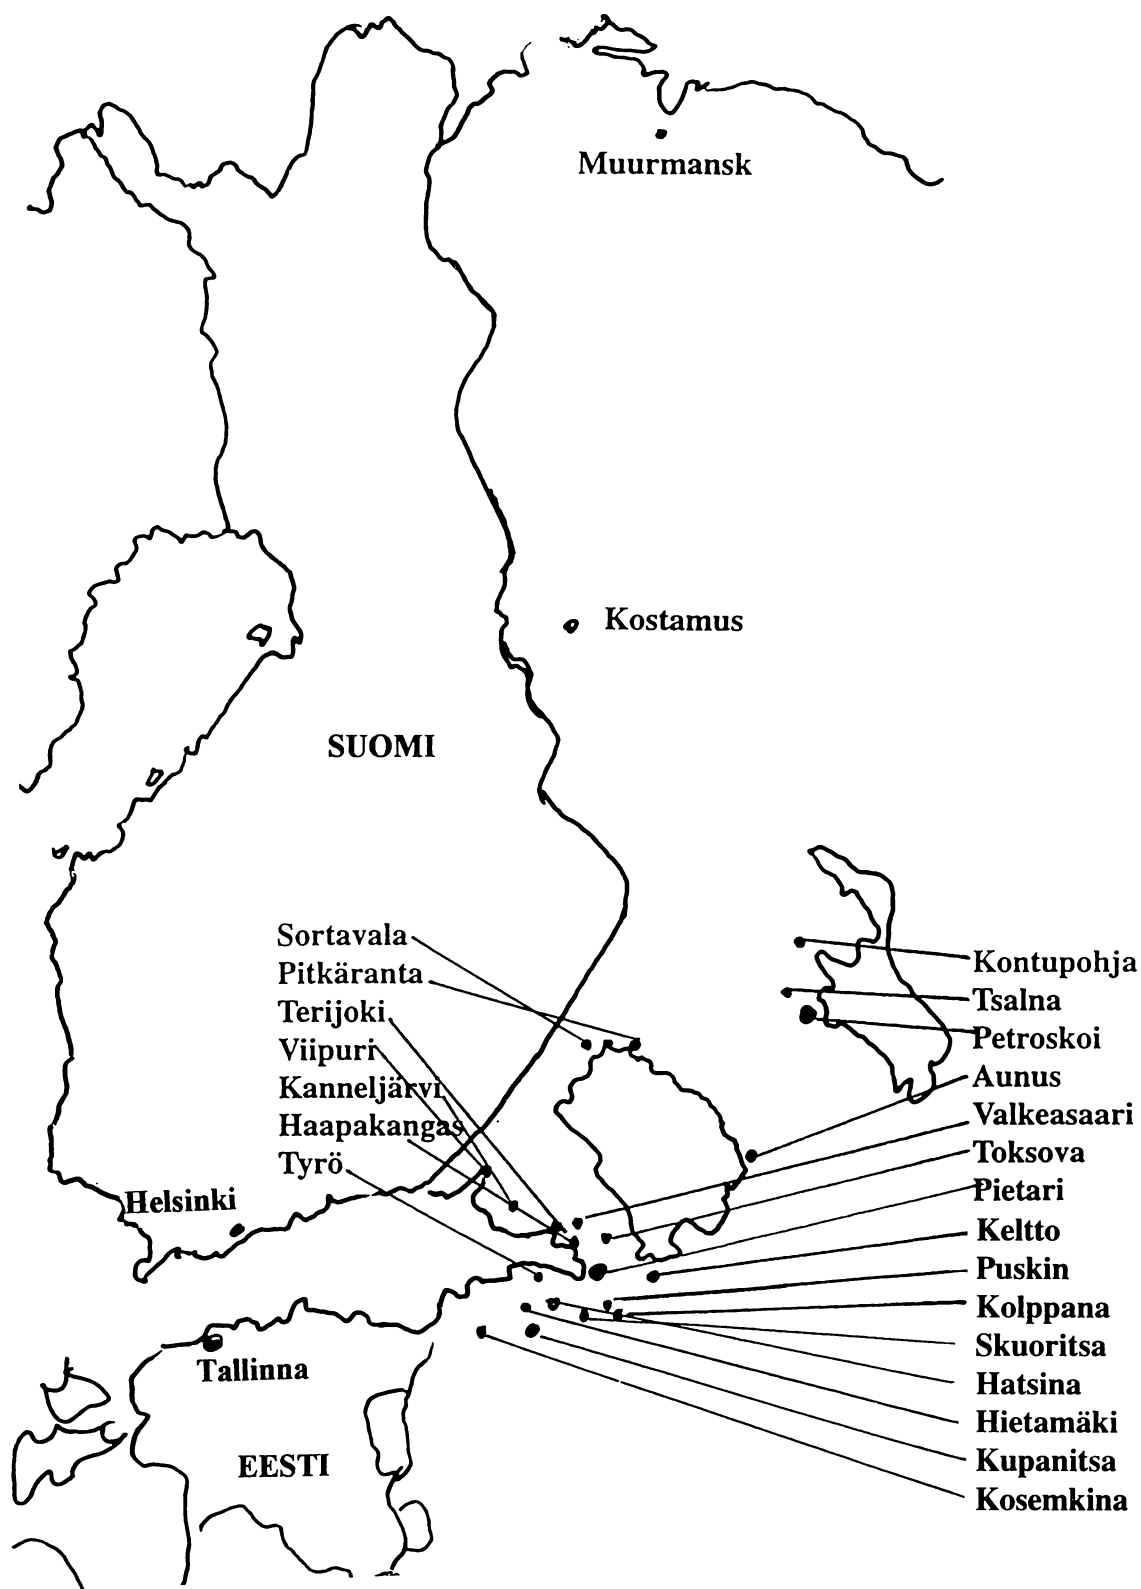 Muurmansk
Kostamus
SUOMI
Sortavala
Pitkäranta
Terijoki
Viipuri
Kanneljärvi
Haapakangas
Tyrö
Helsinki
Kontupohja
Tsalna
Petroskoi
Aunus
Valkeasaari
Toksova
Pietari
Keltto
Puskin
Kolppana
Skuoritsa
Hatsina
Hietamäki
Kupanitsa
Kosemkina
Tallinna
EESTI